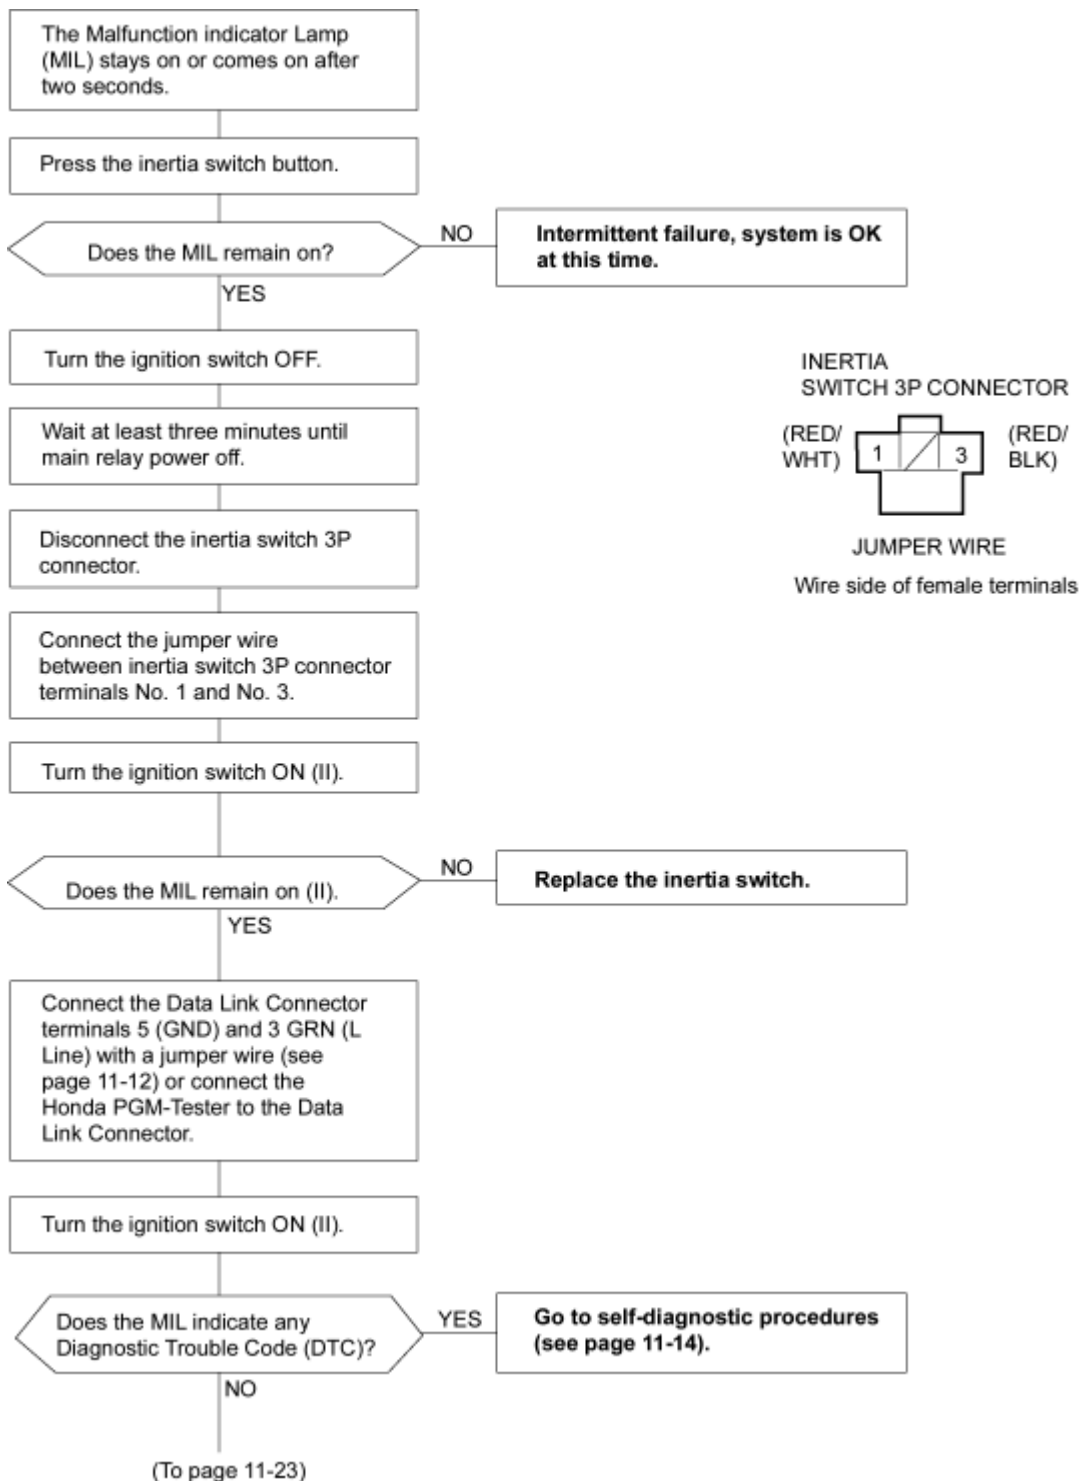 The Malfunction indicator Lamp
(MIL) stays on or comes on after
two seconds.
Press the inertia switch button.
Does the MIL remain on?
NO
Intermittent failure, system is OK
at this time.
YES
Turn the ignition switch OFF.
Wait at least three minutes until
main relay power off.
Disconnect the inertia switch 3P
connector.
Connect the jumper wire
between inertia switch 3P connector
terminals No. 1 and No. 3.
Turn the ignition switch ON (II).
INERTIA
SWITCH 3P CONNECTOR
(RED/
WHT)
1
3
(RED/
BLK)
JUMPER WIRE
Wire side of female terminals
Does the MIL remain on (II).
NO
Replace the inertia switch.
YES
Connect the Data Link Connector
terminals 5 (GND) and 3 GRN (L
Line) with a jumper wire (see
page 11-12) or connect the
Honda PGM-Tester to the Data
Link Connector.
Turn the ignition switch ON (II).
Does the MIL indicate any
Diagnostic Trouble Code (DTC)?
YES
Go to self-diagnostic procedures
(see page 11-14).
NO
(To page 11-23)